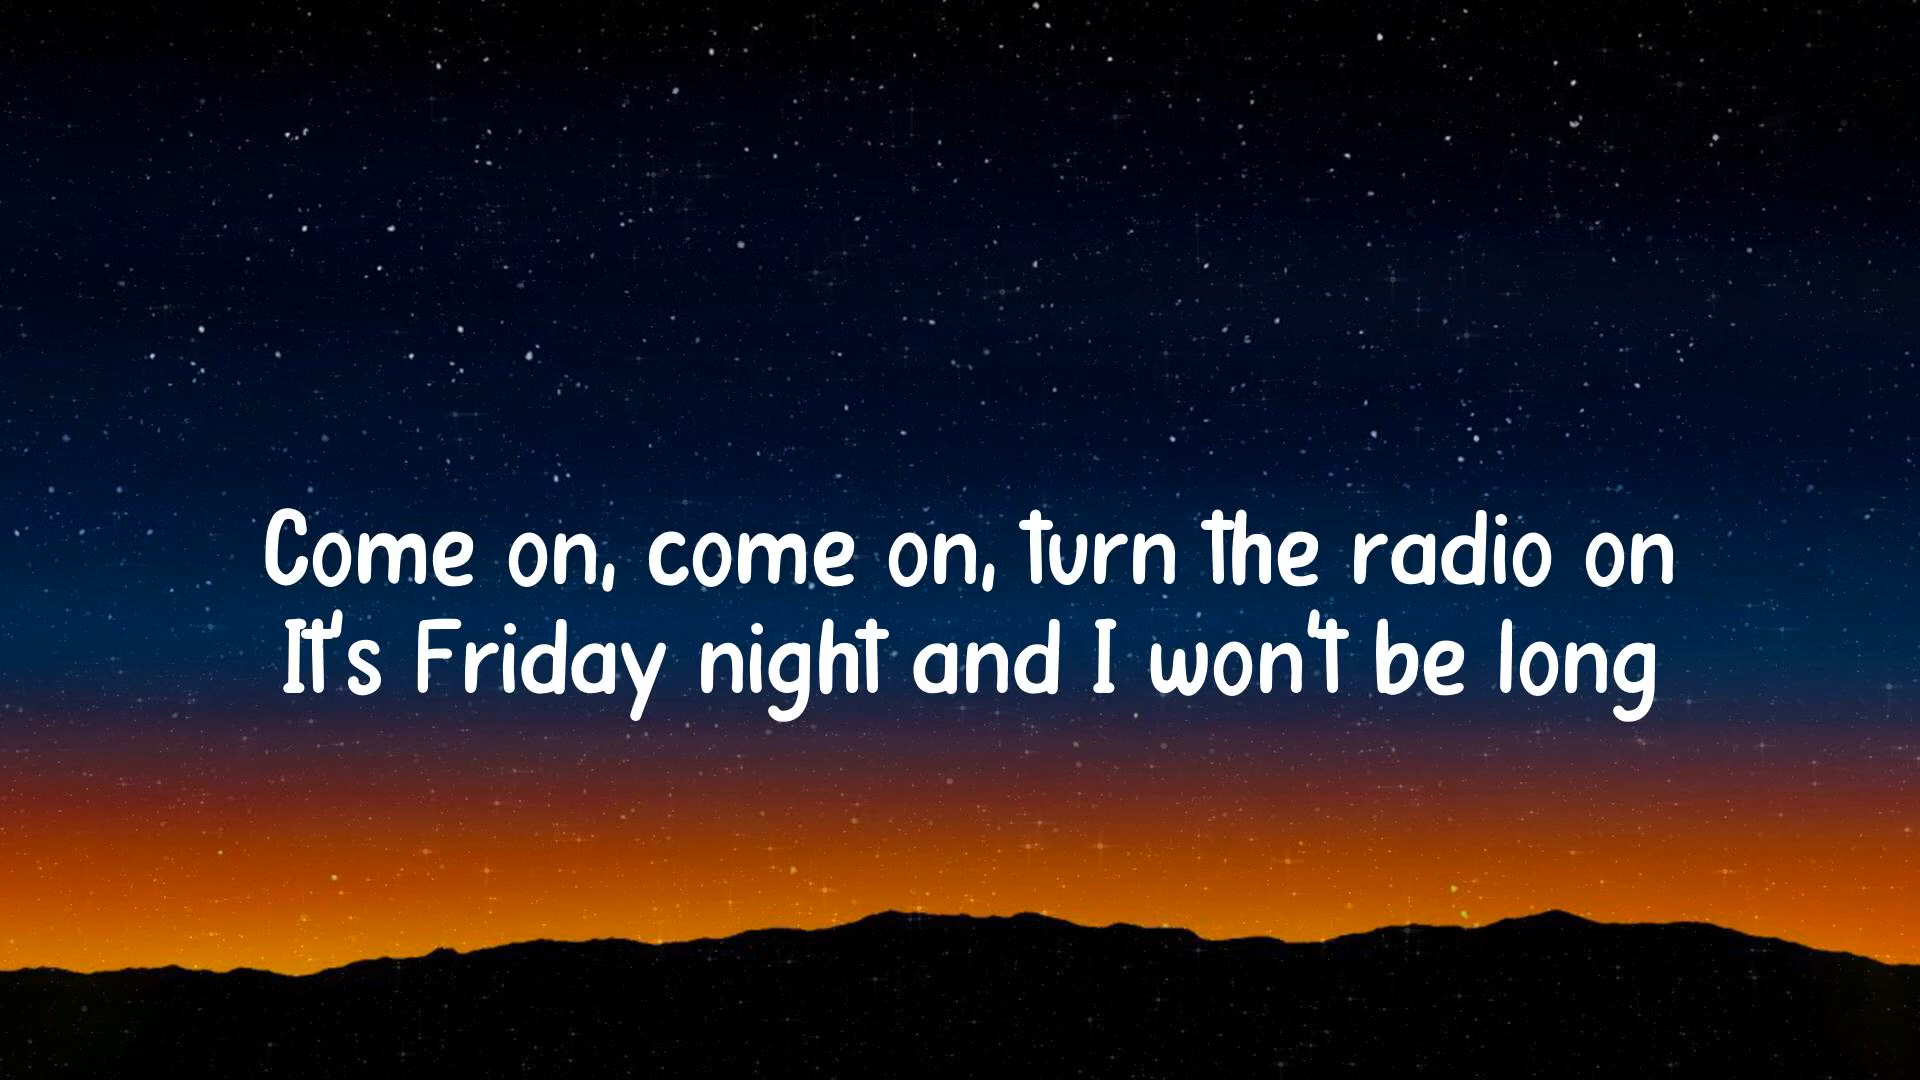 Come on, come on, turn the radio on
It's Friday night and I won't be long